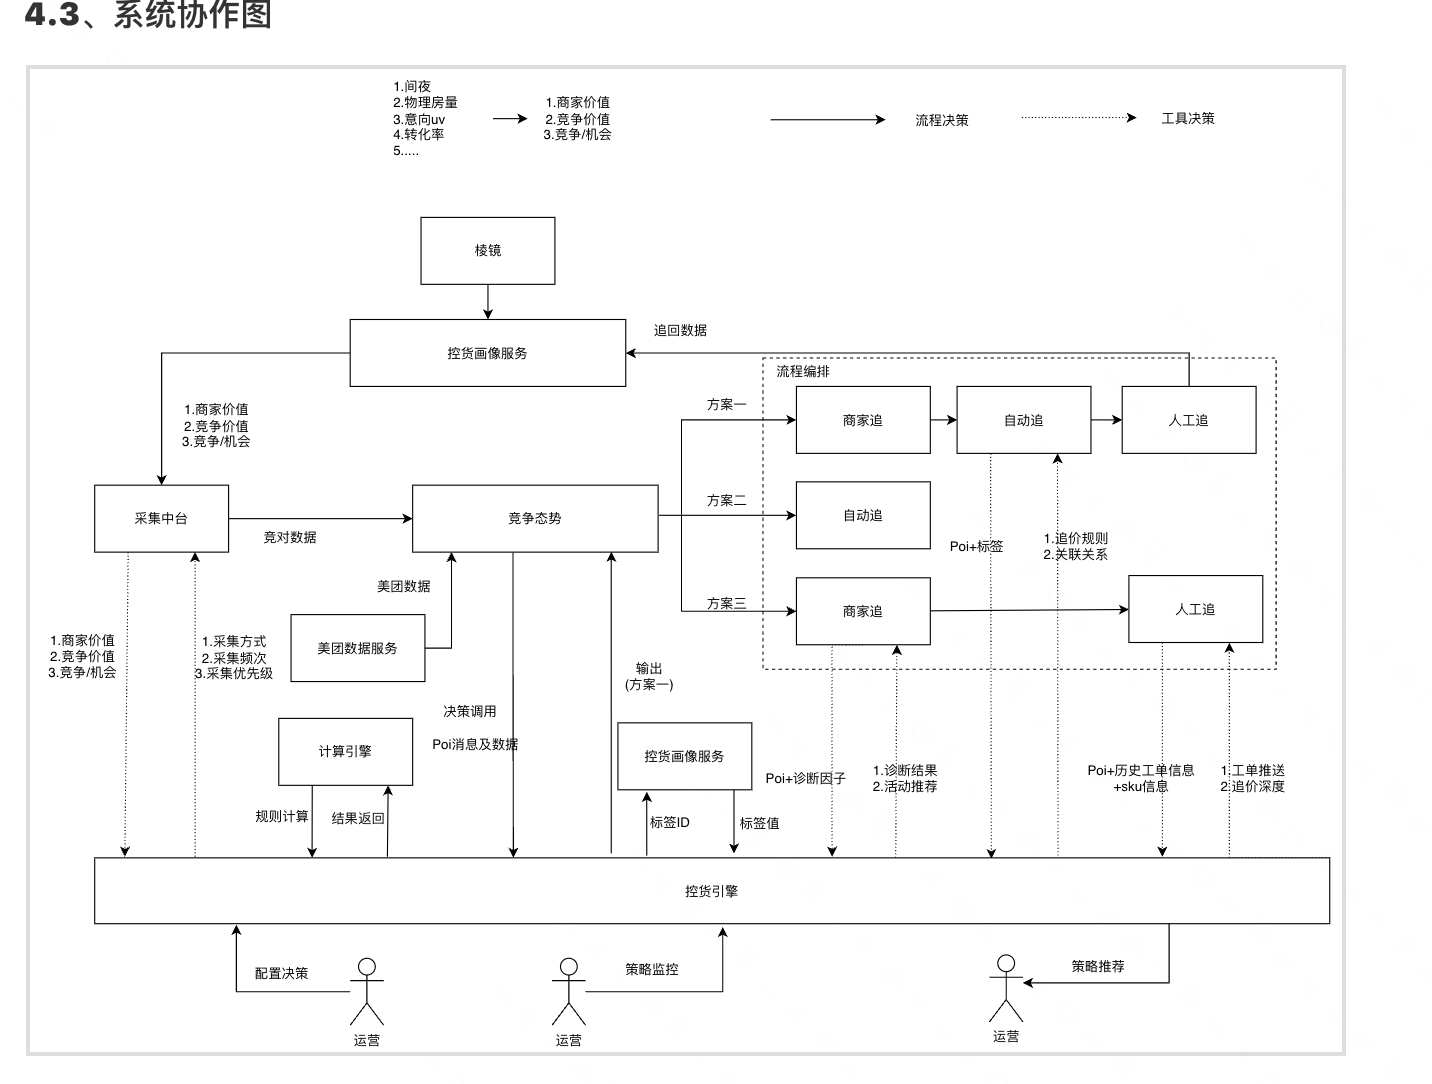 4.3、系统协作图
1.间夜
2.物理房量
3.意向uv
4.转化率
5.....
1.商家价值
2.竞争价值
3.竞争/机会
流程决策
工具决策
棱镜
控货画像服务
追回数据
流程编排
1.商家价值
2.竞争价值
3.竞争/机会
方案一
商家追
自动追
人工追
采集中台
竞对数据
竞争态势
方案二
自动追
Poi+标签
1.追价规则
2.关联关系
美团数据
方案三
商家追
人工追
美团数据服务
1.商家价值
2.竞争价值
3.竞争/机会
1.采集方式
2.采集频次
3.采集优先级
输出
(方案一)
决策调用
Poi消息及数据
计算引擎
控货画像服务
Poi+诊断因子
1.诊断结果
2.活动推荐
Poi+历史工单信息
+sku信息
1.工单推送
2.追价深度
规则计算
结果返回
标签ID
标签值
控货引擎
配置决策
策略监控
策略推荐
运营
运营
运营